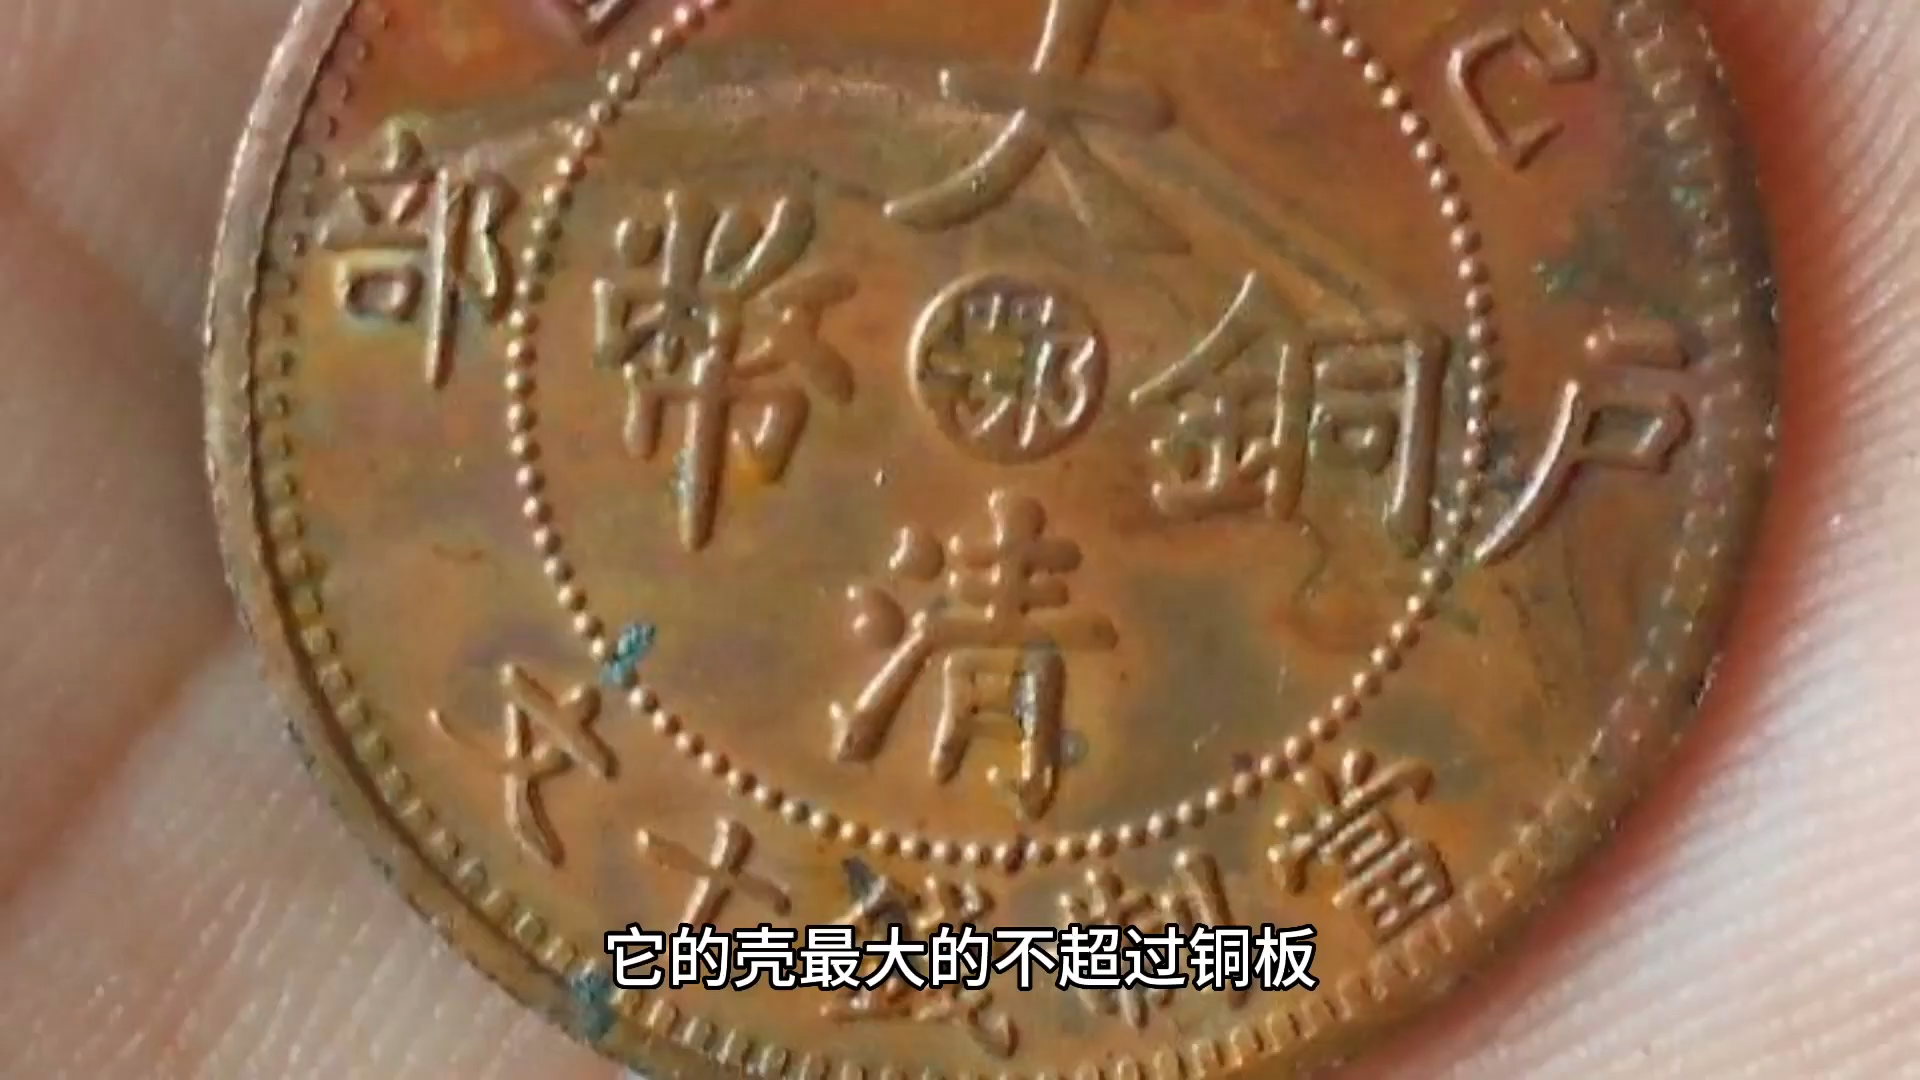 大清銅幣
鄂
己
戶部
當制錢十文
它的壳最大的不超过铜板